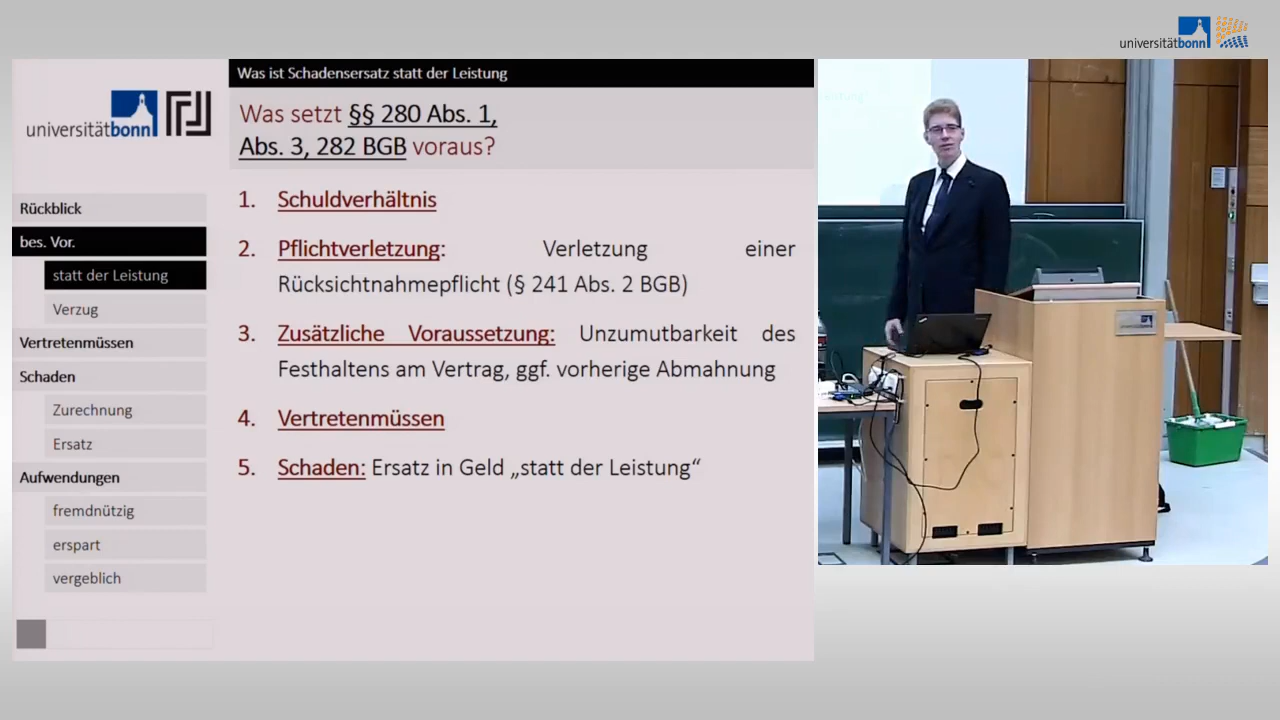 universitätbonn
Was ist Schadensersatz statt der Leistung
universitätbonn
Was setzt §§ 280 Abs. 1,
Abs. 3, 282 BGB voraus?
Rückblick
bes. Vor.
statt der Leistung
Verzug
Vertretenmüssen
Schaden
Zurechnung
Ersatz
Aufwendungen
fremdnützig
erspart
vergeblich
1. Schuldverhältnis
2. Pflichtverletzung: Verletzung einer
Rücksichtnahmepflicht (§ 241 Abs. 2 BGB)
3. Zusätzliche Voraussetzung: Unzumutbarkeit des
Festhaltens am Vertrag, ggf. vorherige Abmahnung
4. Vertretenmüssen
5. Schaden: Ersatz in Geld „statt der Leistung“